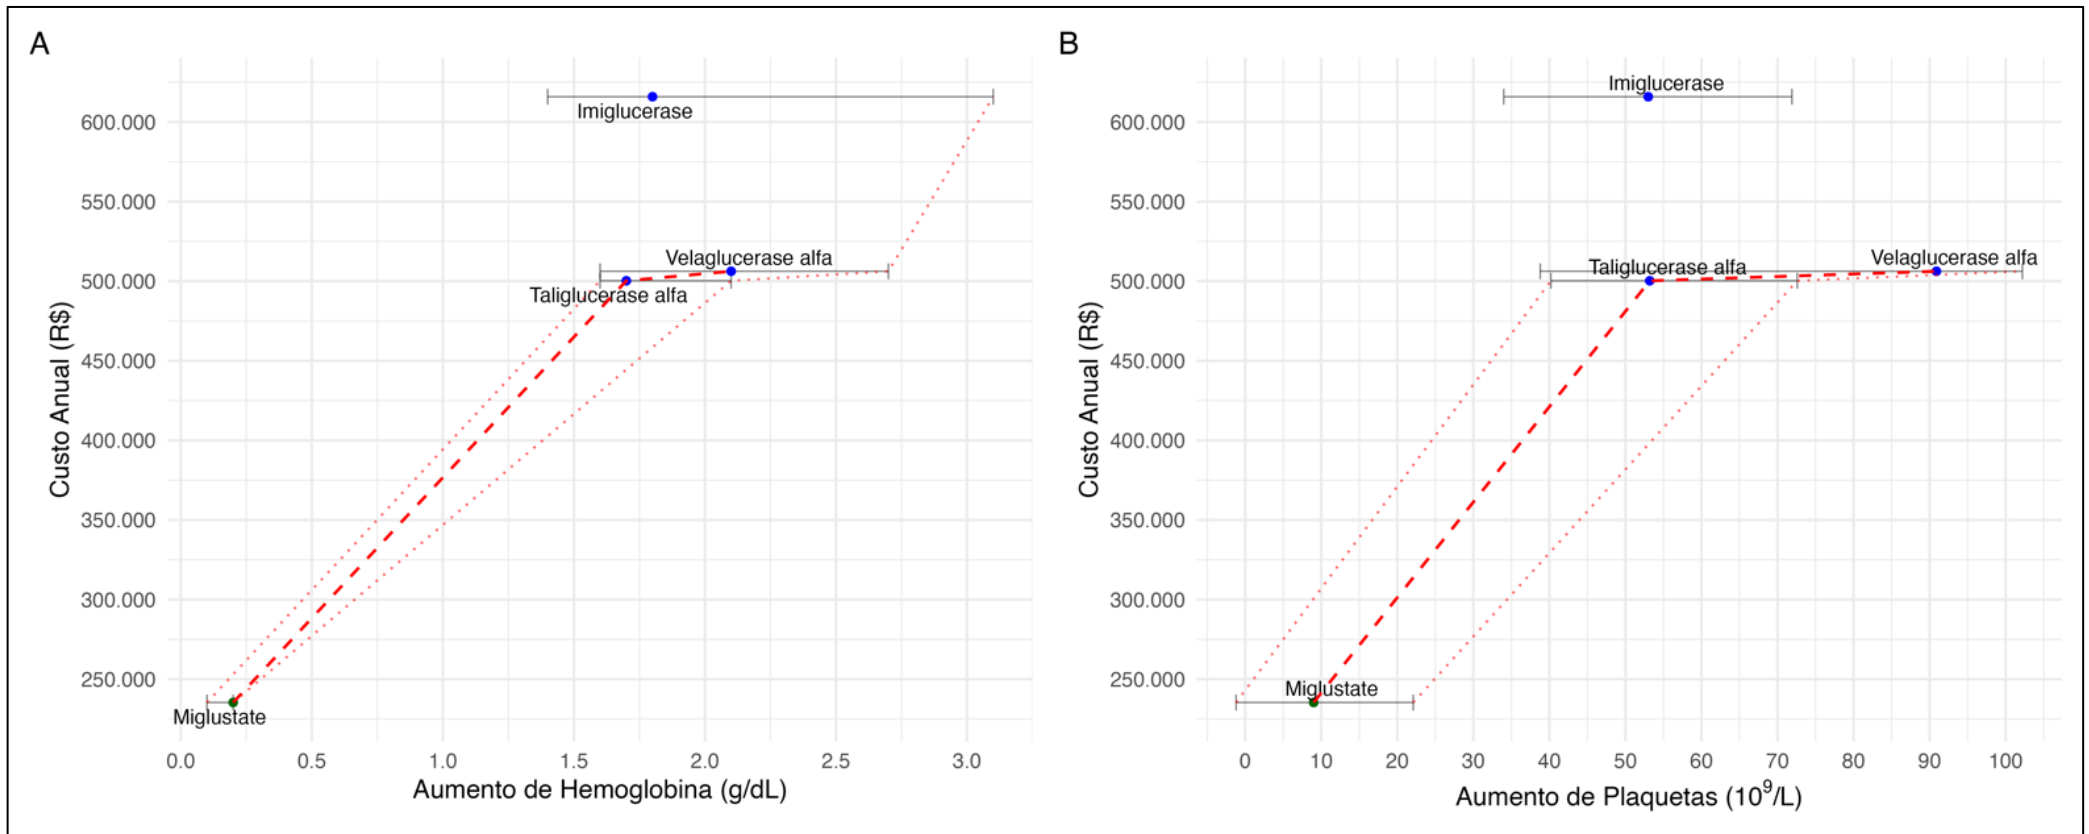 A
Custo Anual (R$)
600.000
550.000
500.000
450.000
400.000
350.000
300.000
250.000
Imiglucerase
Velaglucerase alfa
Taliglucerase alfa
Miglustate
0.0 0.5 1.0 1.5 2.0 2.5 3.0
Aumento de Hemoglobina (g/dL)
B
Custo Anual (R$)
600.000
550.000
500.000
450.000
400.000
350.000
300.000
250.000
Imiglucerase
Velaglucerase alfa
Taliglucerase alfa
Miglustate
0 10 20 30 40 50 60 70 80 90 100
Aumento de Plaquetas (10⁹/L)